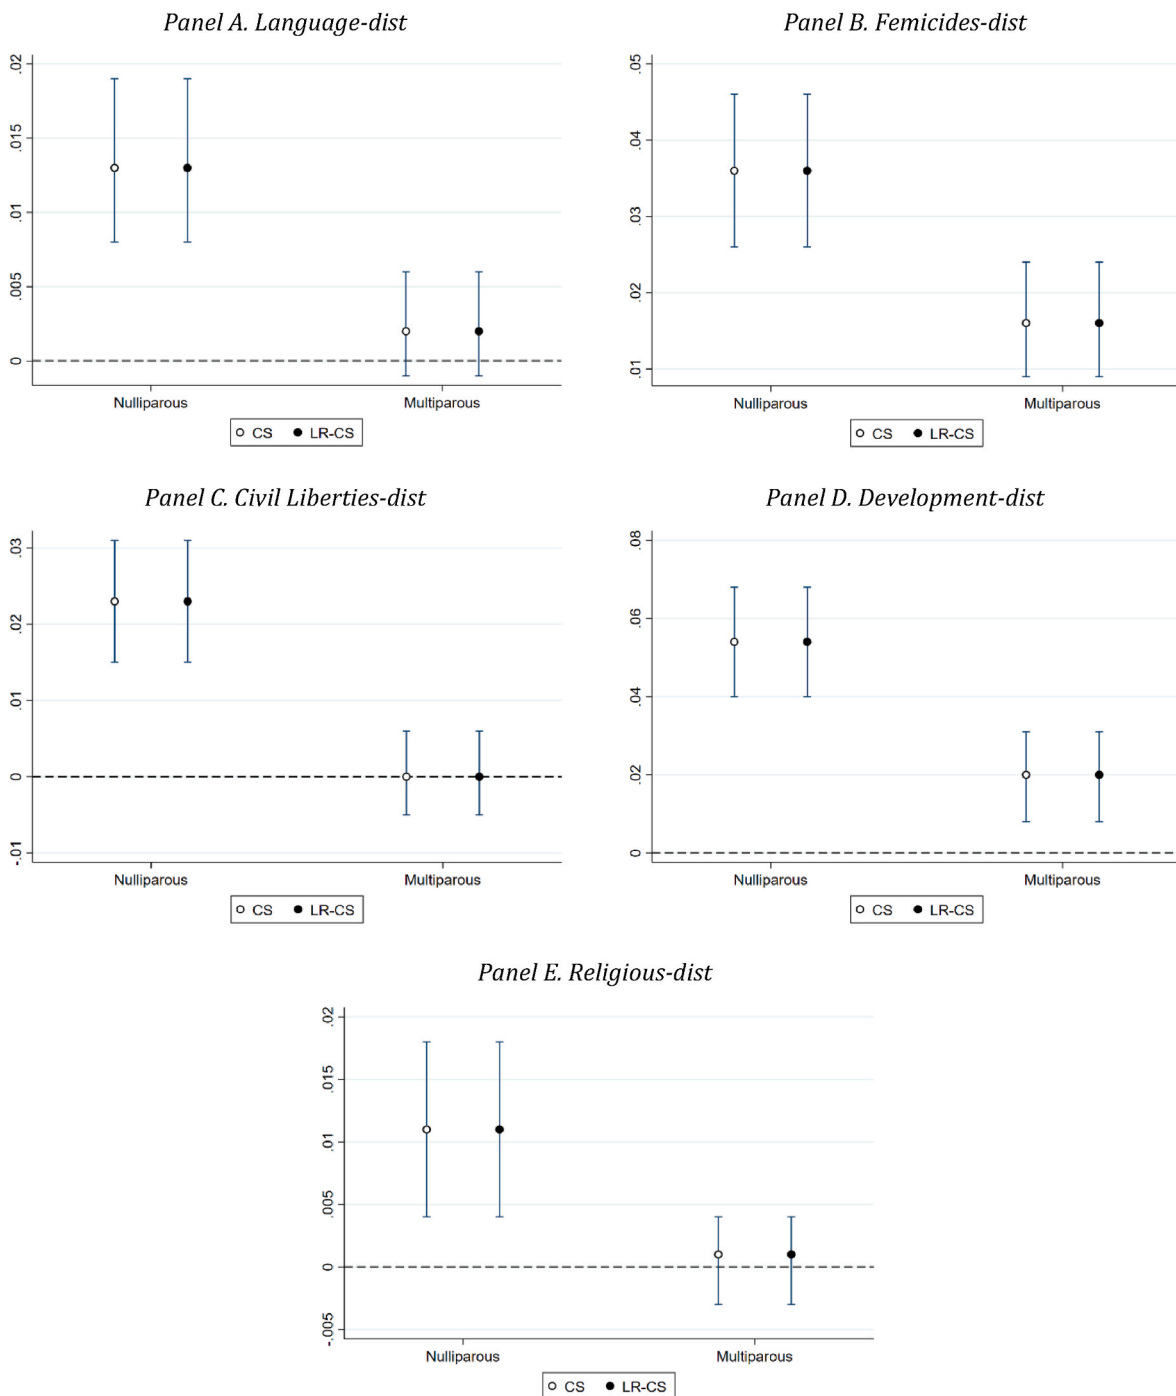 Panel A. Language-dist
.02
.015
.01
.005
0
Nulliparous Multiparous
CS LR-CS
Panel B. Femicides-dist
.05
.04
.03
.02
.01
Nulliparous Multiparous
CS LR-CS
Panel C. Civil Liberties-dist
.03
.02
.01
0
-.01
Nulliparous Multiparous
CS LR-CS
Panel D. Development-dist
.08
.06
.04
.02
0
Nulliparous Multiparous
CS LR-CS
Panel E. Religious-dist
.02
.015
.01
.005
0
-.005
Nulliparous Multiparous
CS LR-CS